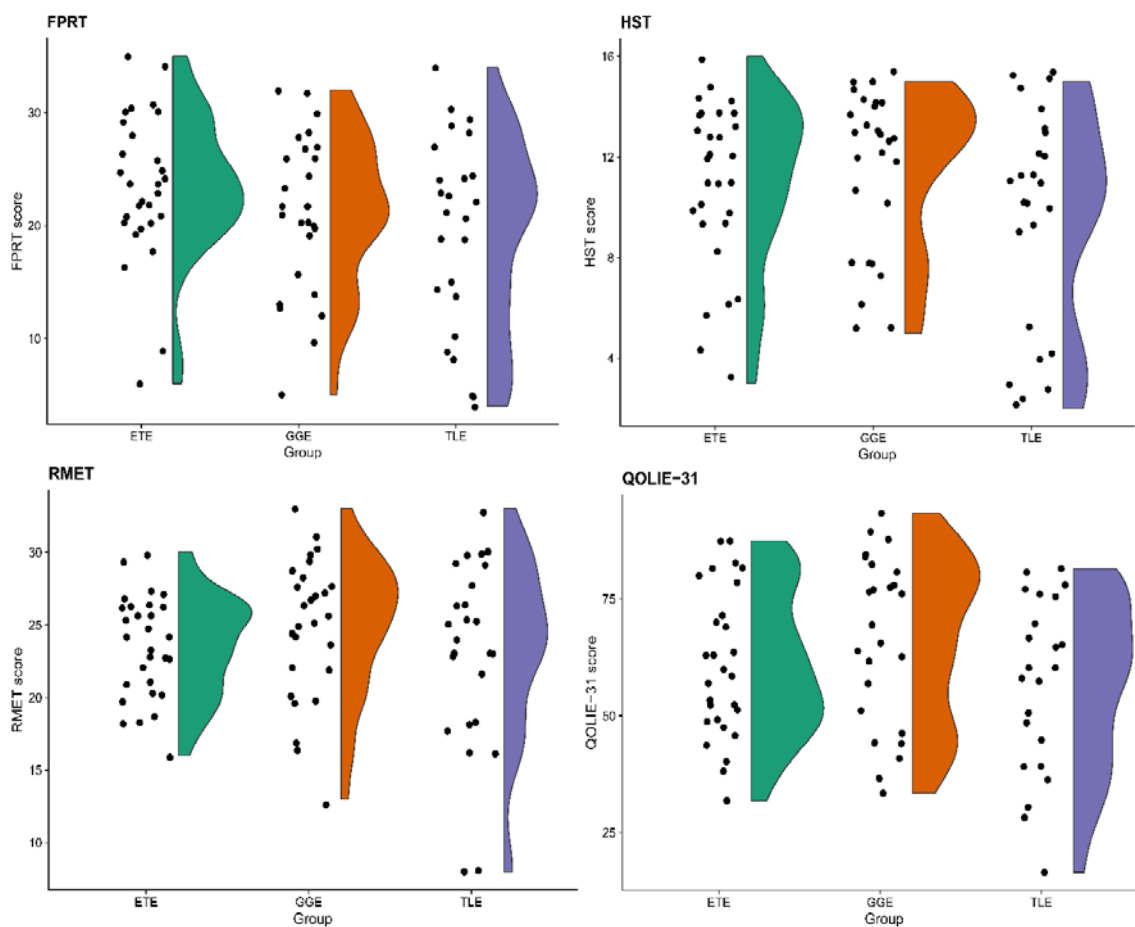 FPRT
FPRT score
30
20
10
ETE
GGE
TLE
Group
HST
HST score
16
12
8
4
ETE
GGE
TLE
Group
RMET
RMET score
30
25
20
15
10
ETE
GGE
TLE
Group
QOLIE−31
QOLIE−31 score
75
50
25
ETE
GGE
TLE
Group